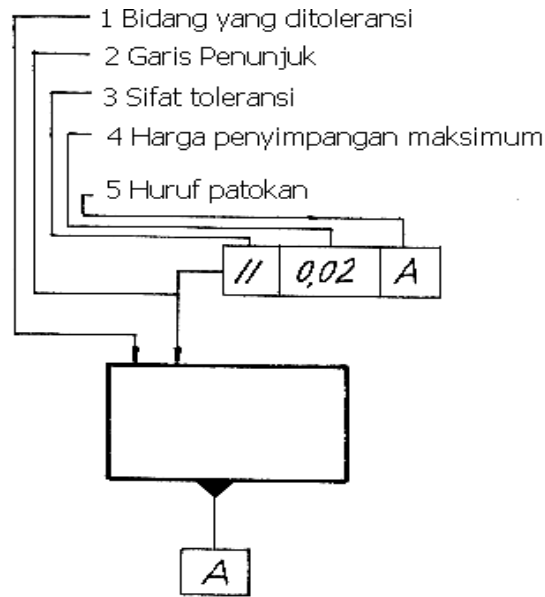 1 Bidang yang ditoleransi
2 Garis Penunjuk
3 Sifat toleransi
4 Harga penyimpangan maksimum
5 Huruf patokan
// 0,02 A
A